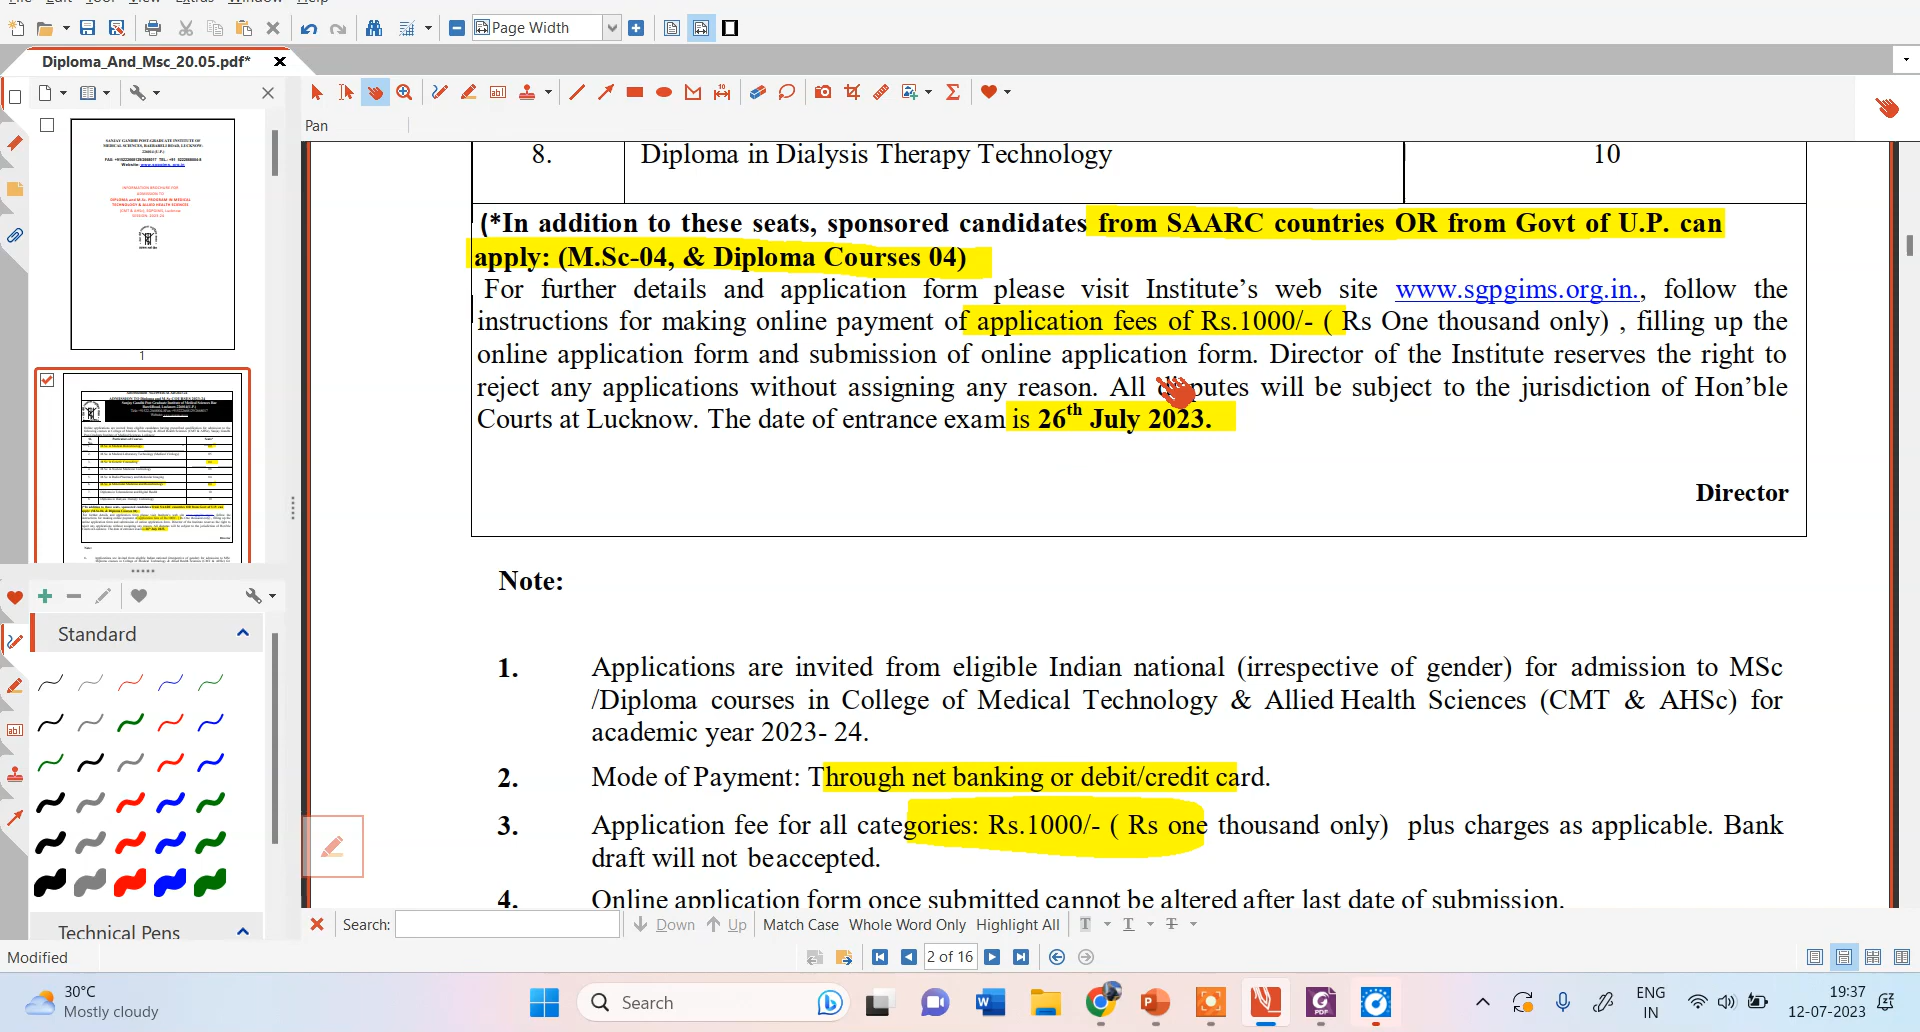 File Edit Tool View Extras Window Help
Page Width
Diploma_And_Msc_20.05.pdf*
Pan
8. Diploma in Dialysis Therapy Technology 10
(*In addition to these seats, sponsored candidates from SAARC countries OR from Govt of U.P. can
apply: (M.Sc-04, & Diploma Courses 04)
For further details and application form please visit Institute's web site www.sgpgims.org.in., follow the
instructions for making online payment of application fees of Rs.1000/- ( Rs One thousand only) , filling up the
online application form and submission of online application form. Director of the Institute reserves the right to
reject any applications without assigning any reason. All disputes will be subject to the jurisdiction of Hon'ble
Courts at Lucknow. The date of entrance exam is 26th July 2023.
Director
Note:
1. Applications are invited from eligible Indian national (irrespective of gender) for admission to MSc
/Diploma courses in College of Medical Technology & Allied Health Sciences (CMT & AHSc) for
academic year 2023- 24.
2. Mode of Payment: Through net banking or debit/credit card.
3. Application fee for all categories: Rs.1000/- ( Rs one thousand only) plus charges as applicable. Bank
draft will not beaccepted.
4. Online application form once submitted cannot be altered after last date of submission.
1
Standard
Technical Pens
Search: Down Up Match Case Whole Word Only Highlight All
Modified
2 of 16
30°C
Mostly cloudy
Search
ENG
IN
19:37
12-07-2023